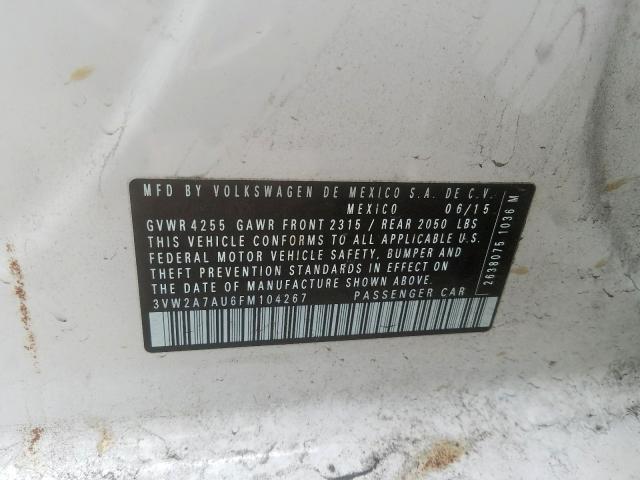 MFD BY VOLKSWAGEN DE MEXICO S.A. DE C.V.
MEXICO 06/15
GVWR 4255 GAWR FRONT 2315 / REAR 2050 LBS
THIS VEHICLE CONFORMS TO ALL APPLICABLE U.S.
FEDERAL MOTOR VEHICLE SAFETY, BUMPER AND
THEFT PREVENTION STANDARDS IN EFFECT ON
THE DATE OF MANUFACTURE SHOWN ABOVE.
3VW2A7AU6FM104267 PASSENGER CAR
2638075 1036 M